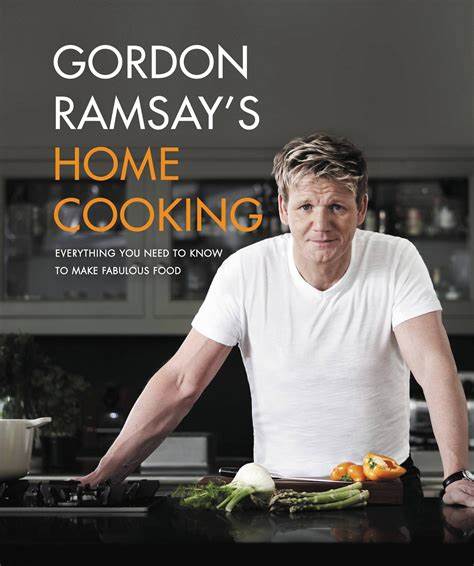 GORDON
RAMSAY'S
HOME
COOKING
EVERYTHING YOU NEED TO KNOW
TO MAKE FABULOUS FOOD